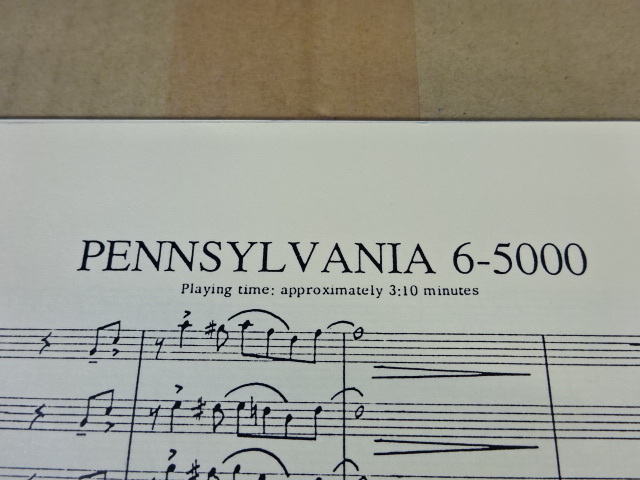 PENNSYLVANIA 6-5000
Playing time: approximately 3:10 minutes